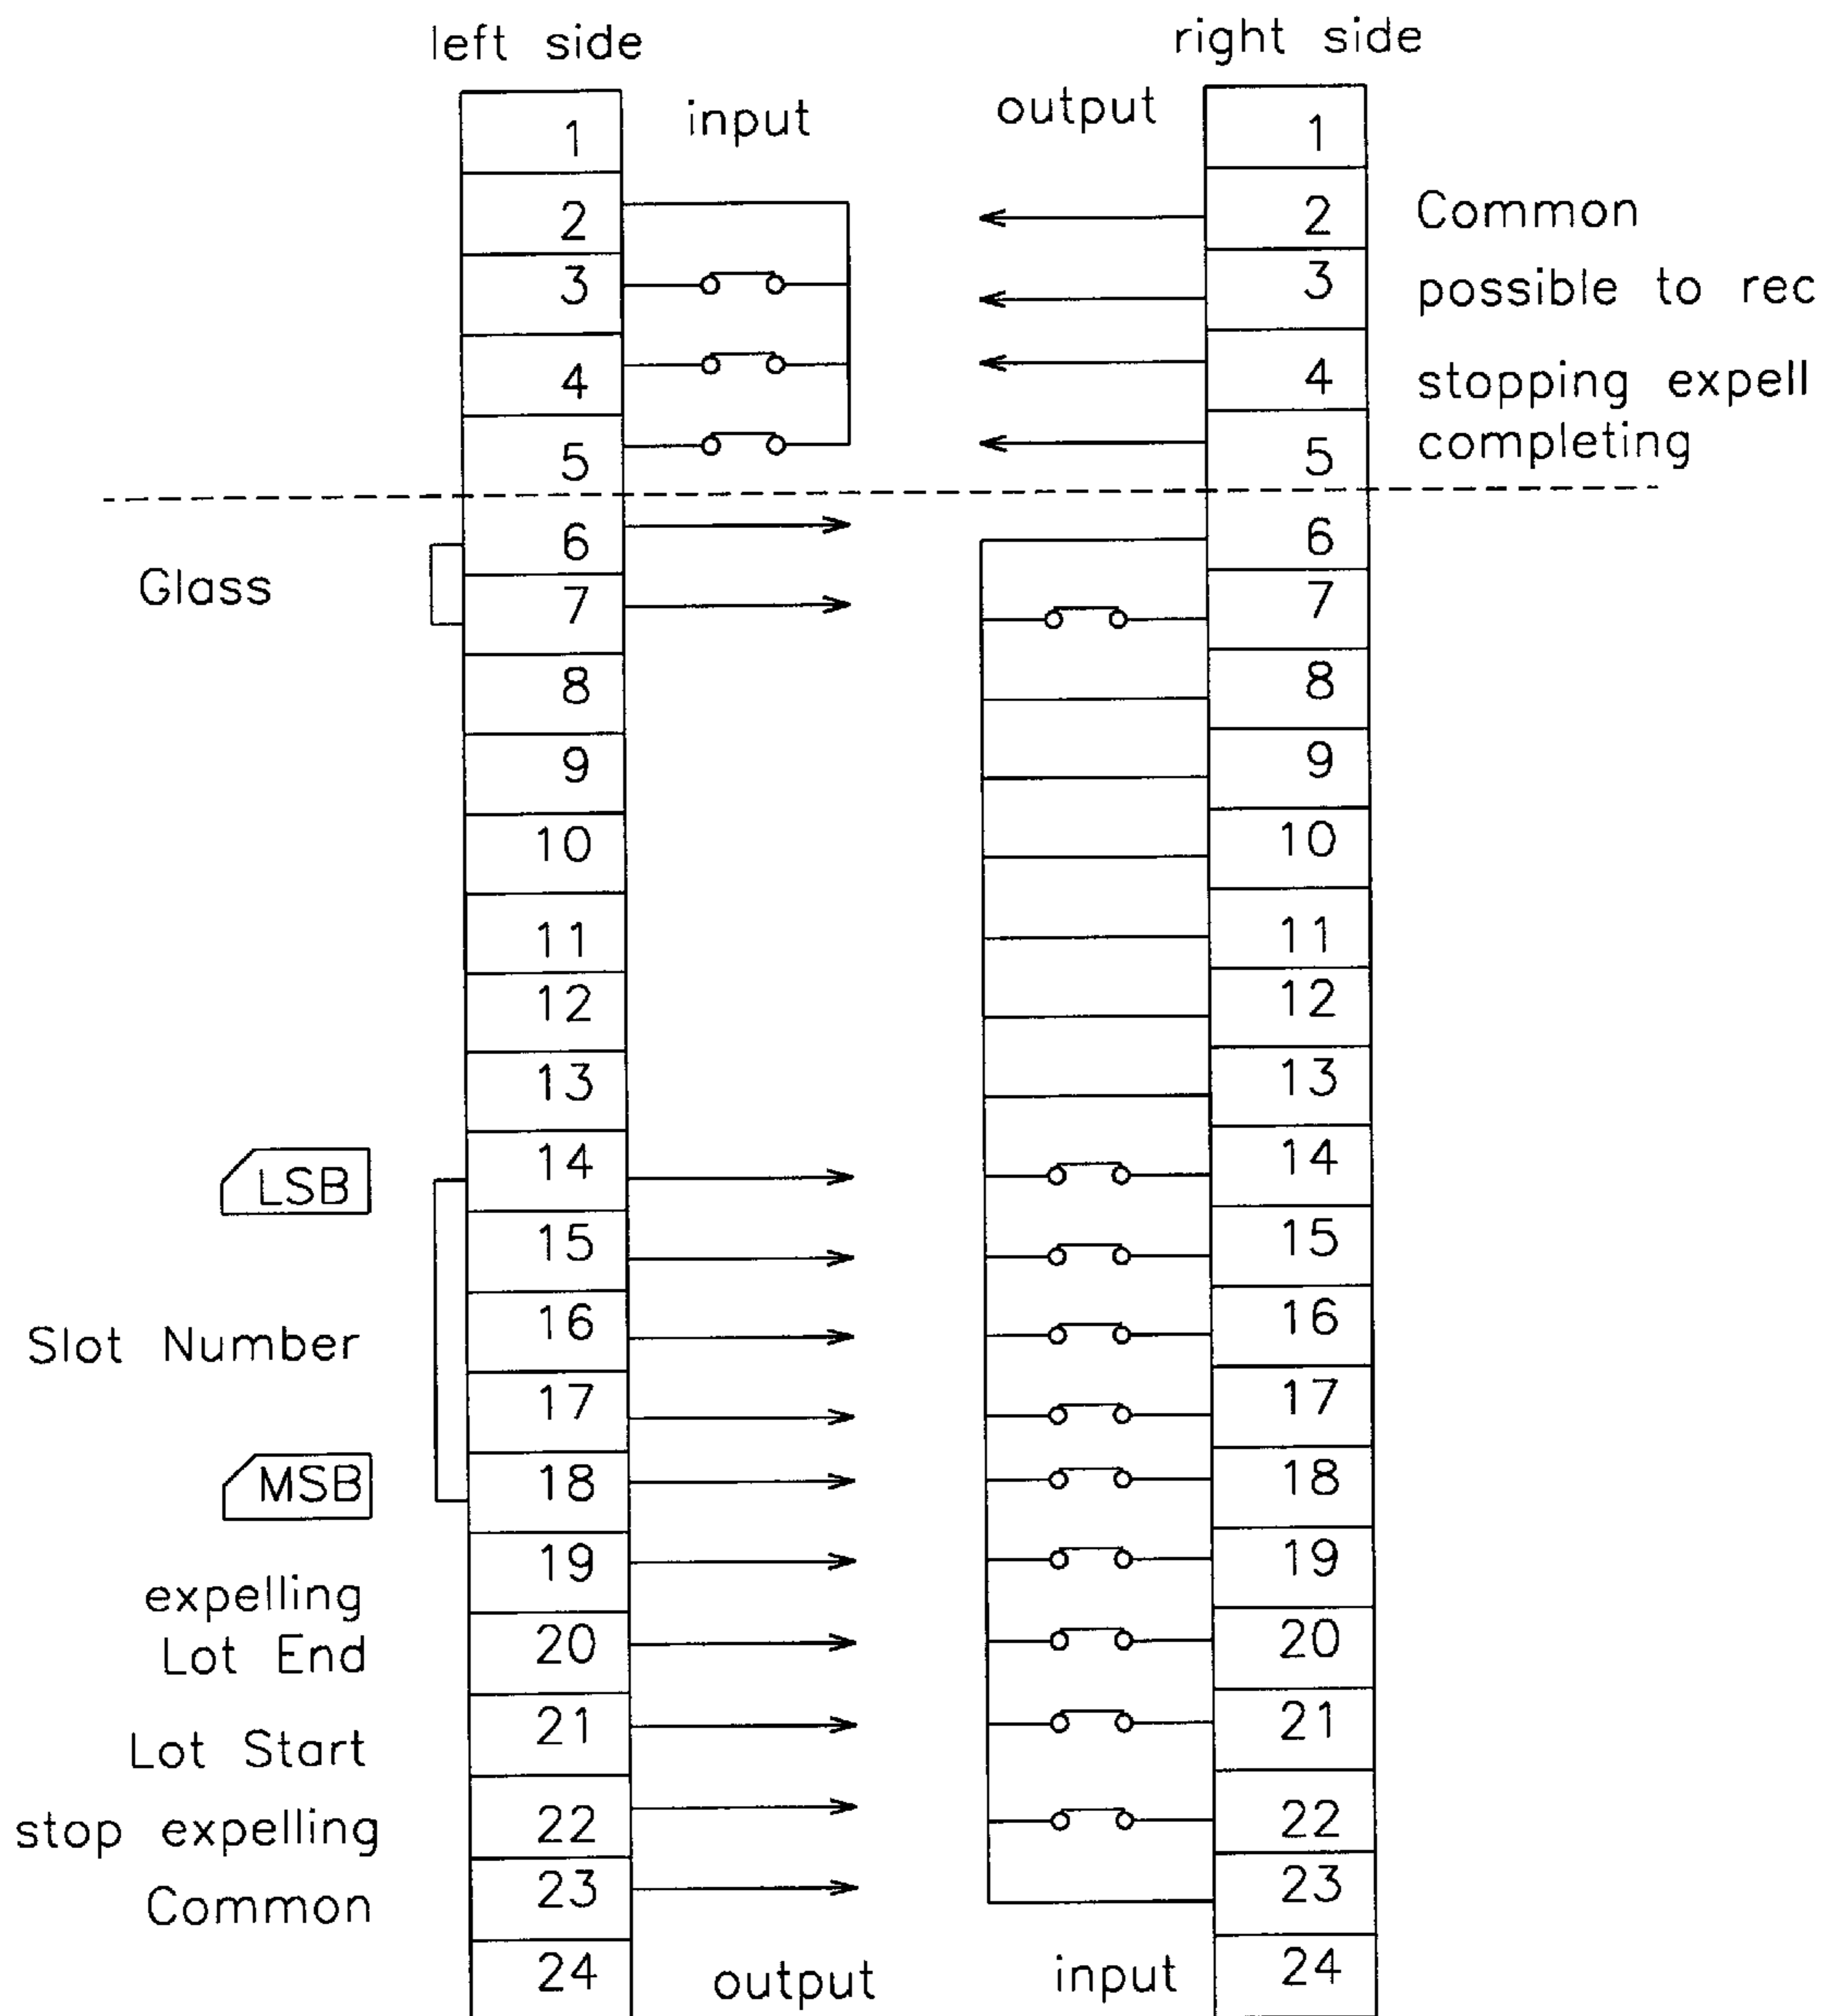 left side
right side
input
output
1
1
2
2
Common
3
3
possible to rec
4
4
stopping expell
5
5
completing
6
6
Glass
7
7
8
8
9
9
10
10
11
11
12
12
13
13
LSB
14
14
15
15
Slot Number
16
16
17
17
MSB
18
18
19
19
expelling
Lot End
20
20
Lot Start
21
21
stop expelling
22
22
Common
23
23
24
output
input
24